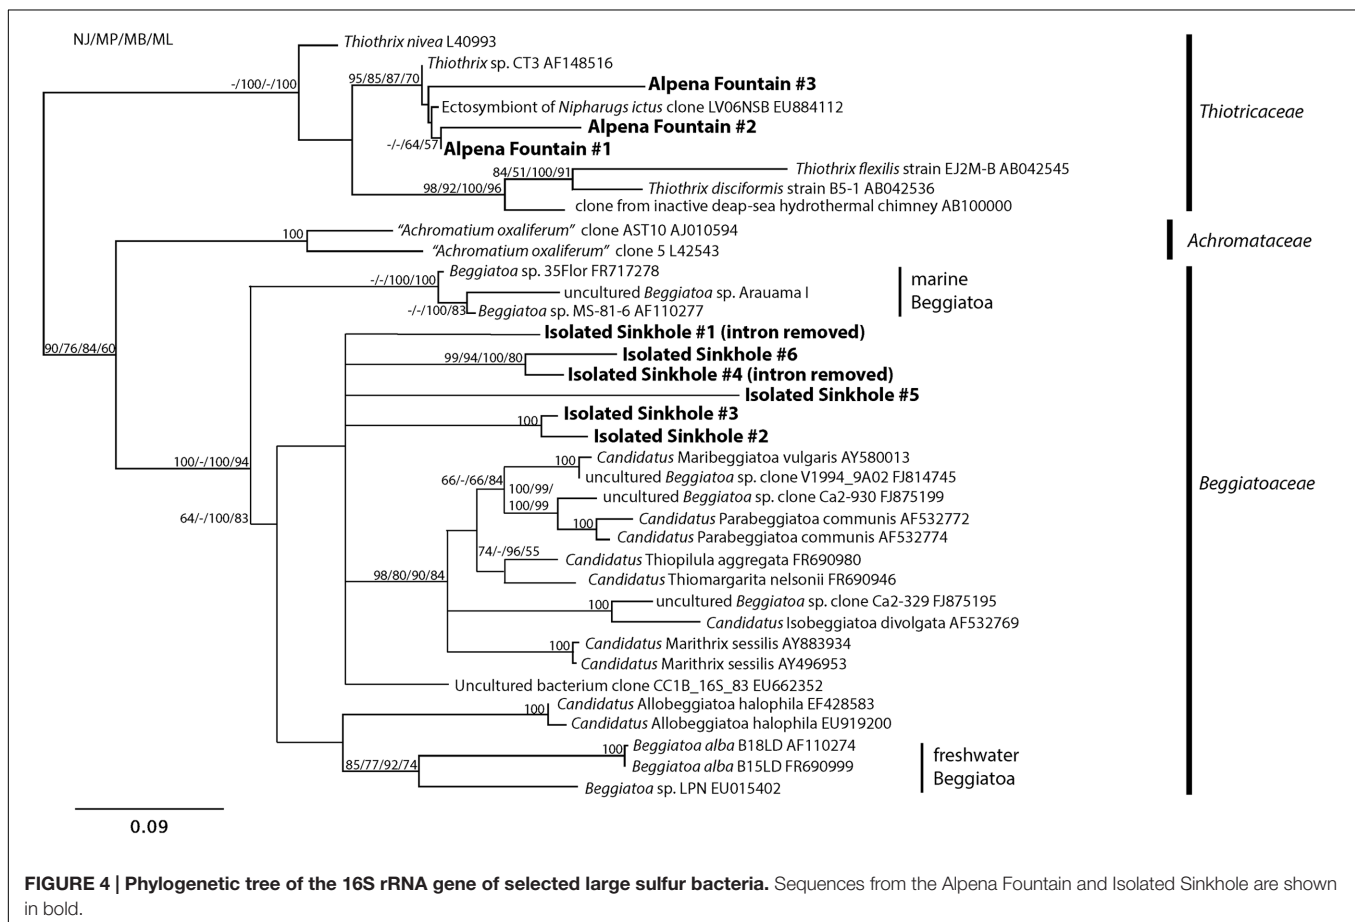 NJ/MP/MB/ML
Thiothrix nivea L40993
Thiothrix sp. CT3 AF148516
-/100/-/100
95/85/87/70
Alpena Fountain #3
Ectosymbiont of Nipharugs ictus clone LV06NSB EU884112
Thiotricaceae
Alpena Fountain #2
-/-/64/57
Alpena Fountain #1
84/51/100/91
Thiothrix flexilis strain EJ2M-B AB042545
98/92/100/96
Thiothrix disciformis strain B5-1 AB042536
clone from inactive deap-sea hydrothermal chimney AB100000
100
"Achromatium oxaliferum" clone AST10 AJ010594
Achromataceae
"Achromatium oxaliferum" clone 5 L42543
Beggiatoa sp. 35Flor FR717278
-/-/100/100
marine
uncultured Beggiatoa sp. Arauama I
Beggiatoa
-/-/100/83
Beggiatoa sp. MS-81-6 AF110277
Isolated Sinkhole #1 (intron removed)
90/76/84/60
99/94/100/80
Isolated Sinkhole #6
Isolated Sinkhole #4 (intron removed)
Isolated Sinkhole #5
100
Isolated Sinkhole #3
Isolated Sinkhole #2
100/-/100/94
100
Candidatus Maribeggiatoa vulgaris AY580013
66/-/66/84
uncultured Beggiatoa sp. clone V1994_9A02 FJ814745
Beggiatoaceae
100/99/
100/99
uncultured Beggiatoa sp. clone Ca2-930 FJ875199
64/-/100/83
100
Candidatus Parabeggiatoa communis AF532772
Candidatus Parabeggiatoa communis AF532774
74/-/96/55
Candidatus Thiopilula aggregata FR690980
98/80/90/84
Candidatus Thiomargarita nelsonii FR690946
100
uncultured Beggiatoa sp. clone Ca2-329 FJ875195
Candidatus Isobeggiatoa divolgata AF532769
100
Candidatus Marithrix sessilis AY883934
Candidatus Marithrix sessilis AY496953
Uncultured bacterium clone CC1B_16S_83 EU662352
100
Candidatus Allobeggiatoa halophila EF428583
Candidatus Allobeggiatoa halophila EU919200
100
Beggiatoa alba B18LD AF110274
freshwater
85/77/92/74
Beggiatoa alba B15LD FR690999
Beggiatoa
Beggiatoa sp. LPN EU015402
0.09
FIGURE 4 | Phylogenetic tree of the 16S rRNA gene of selected large sulfur bacteria. Sequences from the Alpena Fountain and Isolated Sinkhole are shown
in bold.